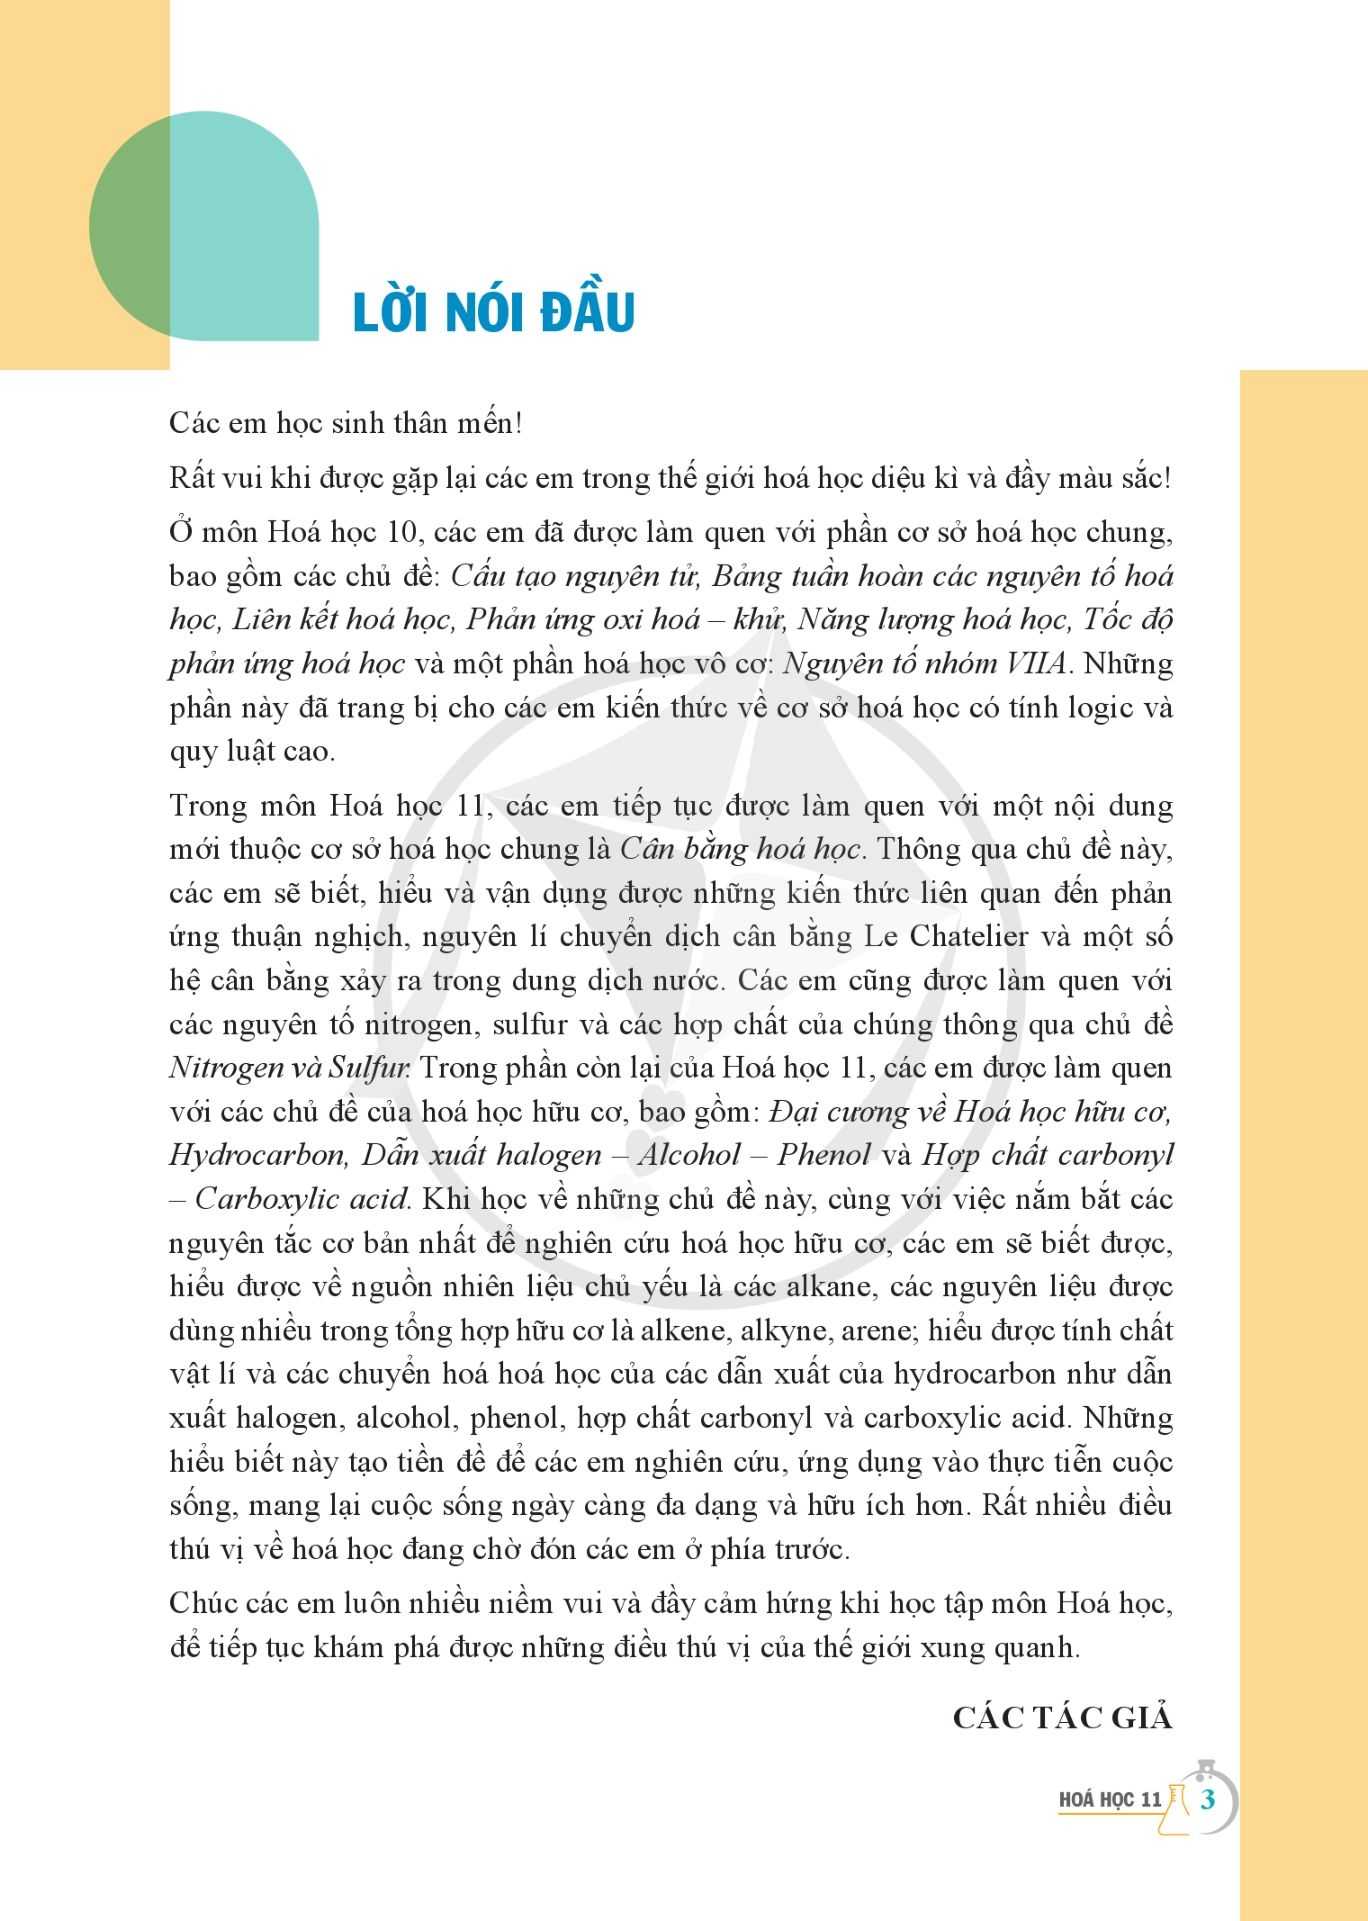 LỜI NÓI ĐẦU
Các em học sinh thân mến!
Rất vui khi được gặp lại các em trong thế giới hoá học diệu kì và đầy màu sắc!
Ở môn Hoá học 10, các em đã được làm quen với phần cơ sở hoá học chung,
bao gồm các chủ đề: Cấu tạo nguyên tử, Bảng tuần hoàn các nguyên tố hoá
học, Liên kết hoá học, Phản ứng oxi hoá – khử, Năng lượng hoá học, Tốc độ
phản ứng hoá học và một phần hoá học vô cơ: Nguyên tố nhóm VIIA. Những
phần này đã trang bị cho các em kiến thức về cơ sở hoá học có tính logic và
quy luật cao.
Trong môn Hoá học 11, các em tiếp tục được làm quen với một nội dung
mới thuộc cơ sở hoá học chung là Cân bằng hoá học. Thông qua chủ đề này,
các em sẽ biết, hiểu và vận dụng được những kiến thức liên quan đến phản
ứng thuận nghịch, nguyên lí chuyển dịch cân bằng Le Chatelier và một số
hệ cân bằng xảy ra trong dung dịch nước. Các em cũng được làm quen với
các nguyên tố nitrogen, sulfur và các hợp chất của chúng thông qua chủ đề
Nitrogen và Sulfur. Trong phần còn lại của Hoá học 11, các em được làm quen
với các chủ đề của hoá học hữu cơ, bao gồm: Đại cương về Hoá học hữu cơ,
Hydrocarbon, Dẫn xuất halogen – Alcohol – Phenol và Hợp chất carbonyl
– Carboxylic acid. Khi học về những chủ đề này, cùng với việc nắm bắt các
nguyên tắc cơ bản nhất để nghiên cứu hoá học hữu cơ, các em sẽ biết được,
hiểu được về nguồn nhiên liệu chủ yếu là các alkane, các nguyên liệu được
dùng nhiều trong tổng hợp hữu cơ là alkene, alkyne, arene; hiểu được tính chất
vật lí và các chuyển hoá hoá học của các dẫn xuất của hydrocarbon như dẫn
xuất halogen, alcohol, phenol, hợp chất carbonyl và carboxylic acid. Những
hiểu biết này tạo tiền đề để các em nghiên cứu, ứng dụng vào thực tiễn cuộc
sống, mang lại cuộc sống ngày càng đa dạng và hữu ích hơn. Rất nhiều điều
thú vị về hoá học đang chờ đón các em ở phía trước.
Chúc các em luôn nhiều niềm vui và đầy cảm hứng khi học tập môn Hoá học,
để tiếp tục khám phá được những điều thú vị của thế giới xung quanh.
CÁC TÁC GIẢ
HOÁ HỌC 11 3